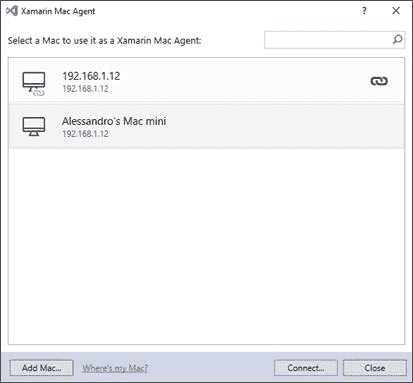 Xamarin Mac Agent
Select a Mac to use it as a Xamarin Mac Agent:
192.168.1.12
192.168.1.12
Alessandro's Mac mini
192.168.1.12
Add Mac... Where's my Mac? Connect... Close